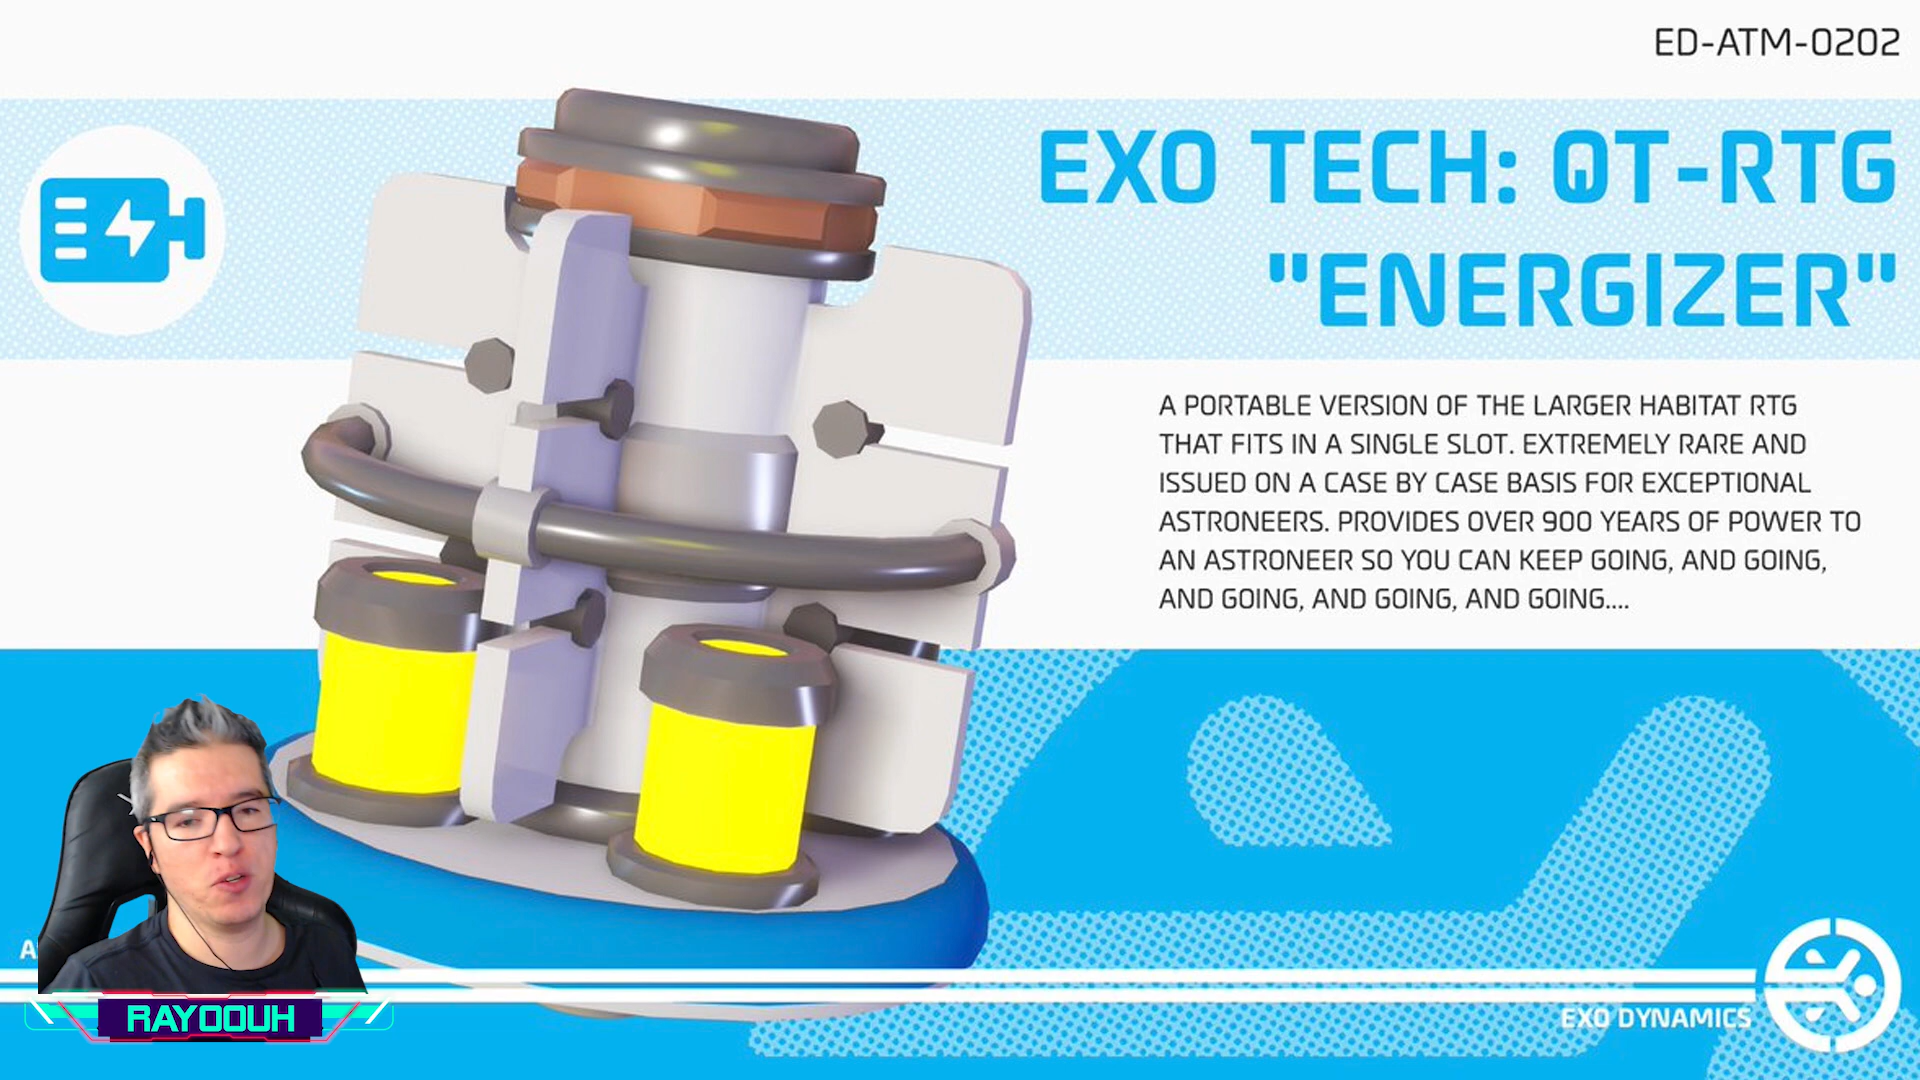 ED-ATM-0202
EXO TECH: QT-RTG
"ENERGIZER"
A PORTABLE VERSION OF THE LARGER HABITAT RTG
THAT FITS IN A SINGLE SLOT. EXTREMELY RARE AND
ISSUED ON A CASE BY CASE BASIS FOR EXCEPTIONAL
ASTRONEERS. PROVIDES OVER 900 YEARS OF POWER TO
AN ASTRONEER SO YOU CAN KEEP GOING, AND GOING,
AND GOING, AND GOING, AND GOING....
RAYOOUH
EXO DYNAMICS